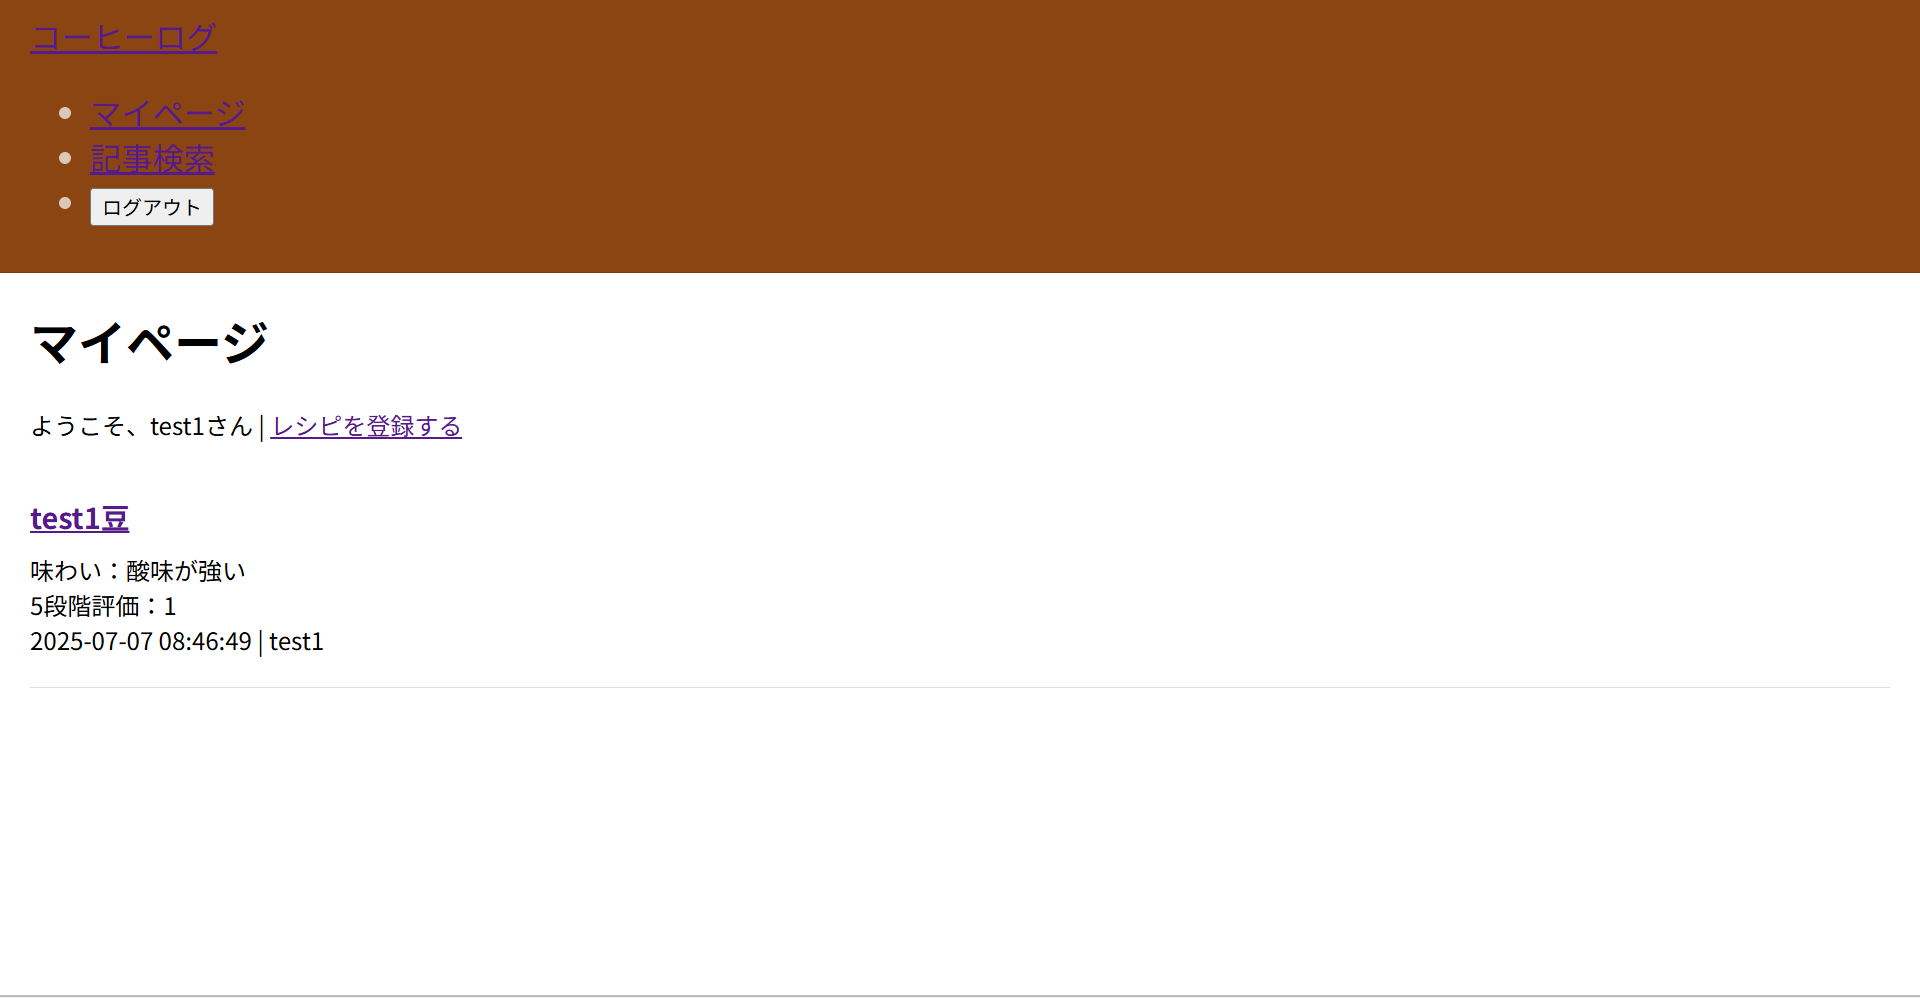 コーヒーログ
マイページ
記事検索
ログアウト
マイページ
ようこそ、test1さん | レシピを登録する
test1豆
味わい：酸味が強い
5段階評価：1
2025-07-07 08:46:49 | test1